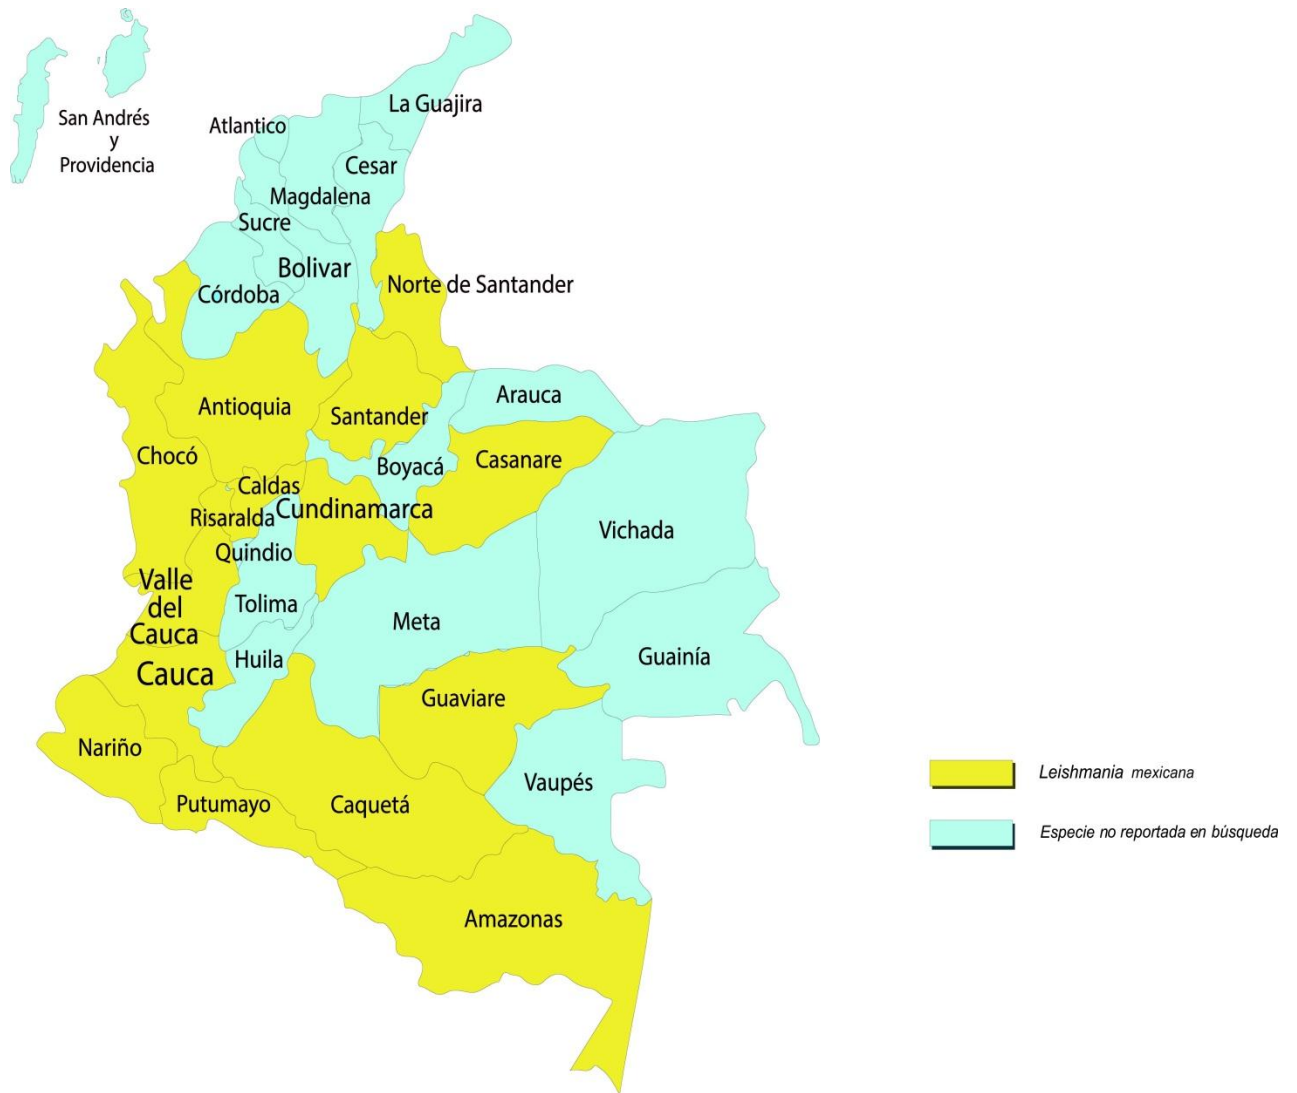 San Andrés
y
Providencia
La Guajira
Atlantico
Cesar
Magdalena
Sucre
Bolivar
Norte de Santander
Córdoba
Arauca
Antioquia
Santander
Chocó
Boyacá
Casanare
Caldas
Cundinamarca
Risaralda
Vichada
Quindio
Valle
del
Cauca
Tolima
Meta
Huila
Guainía
Cauca
Guaviare
Nariño
Vaupés
Putumayo
Caquetá
Amazonas
Leishmania mexicana
Especie no reportada en búsqueda